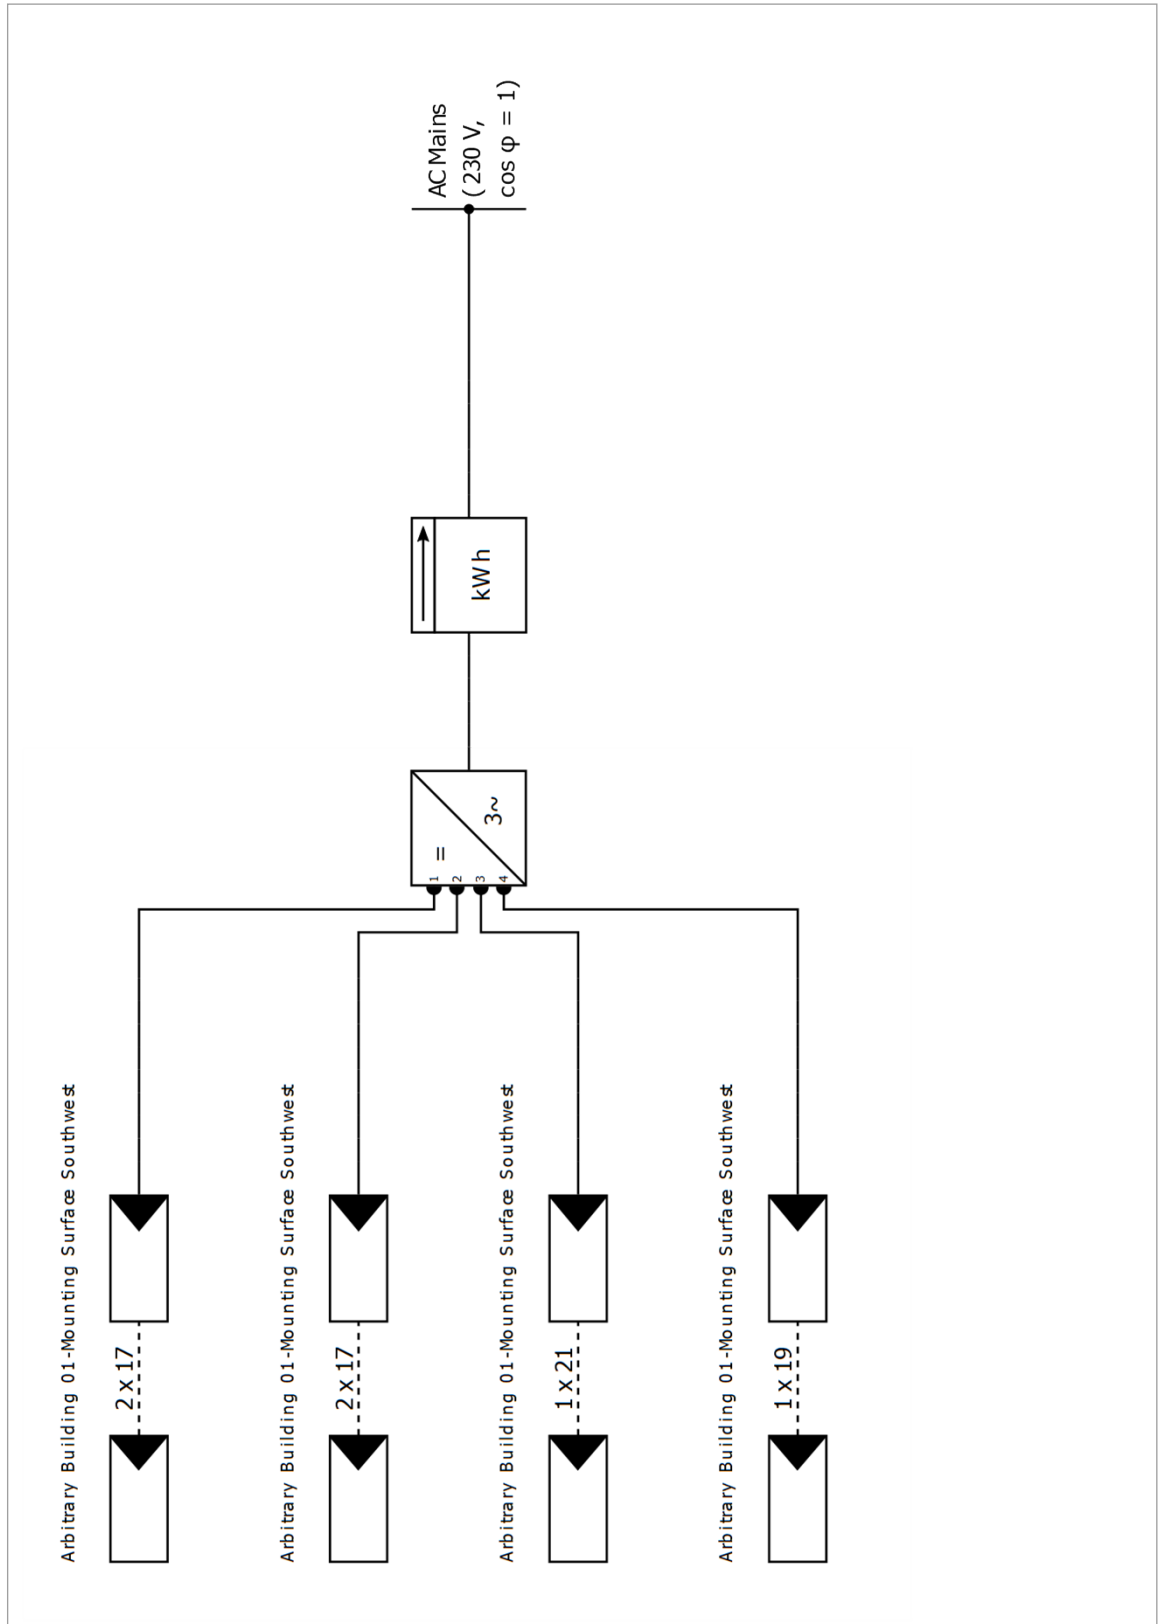 Arbitrary Building 01-Mounting Surface Southwest
2 x 17
Arbitrary Building 01-Mounting Surface Southwest
2 x 17
1
2
3
4
=
3~
kWh
AC Mains
(230 V,
cos φ = 1)
Arbitrary Building 01-Mounting Surface Southwest
1 x 21
Arbitrary Building 01-Mounting Surface Southwest
1 x 19